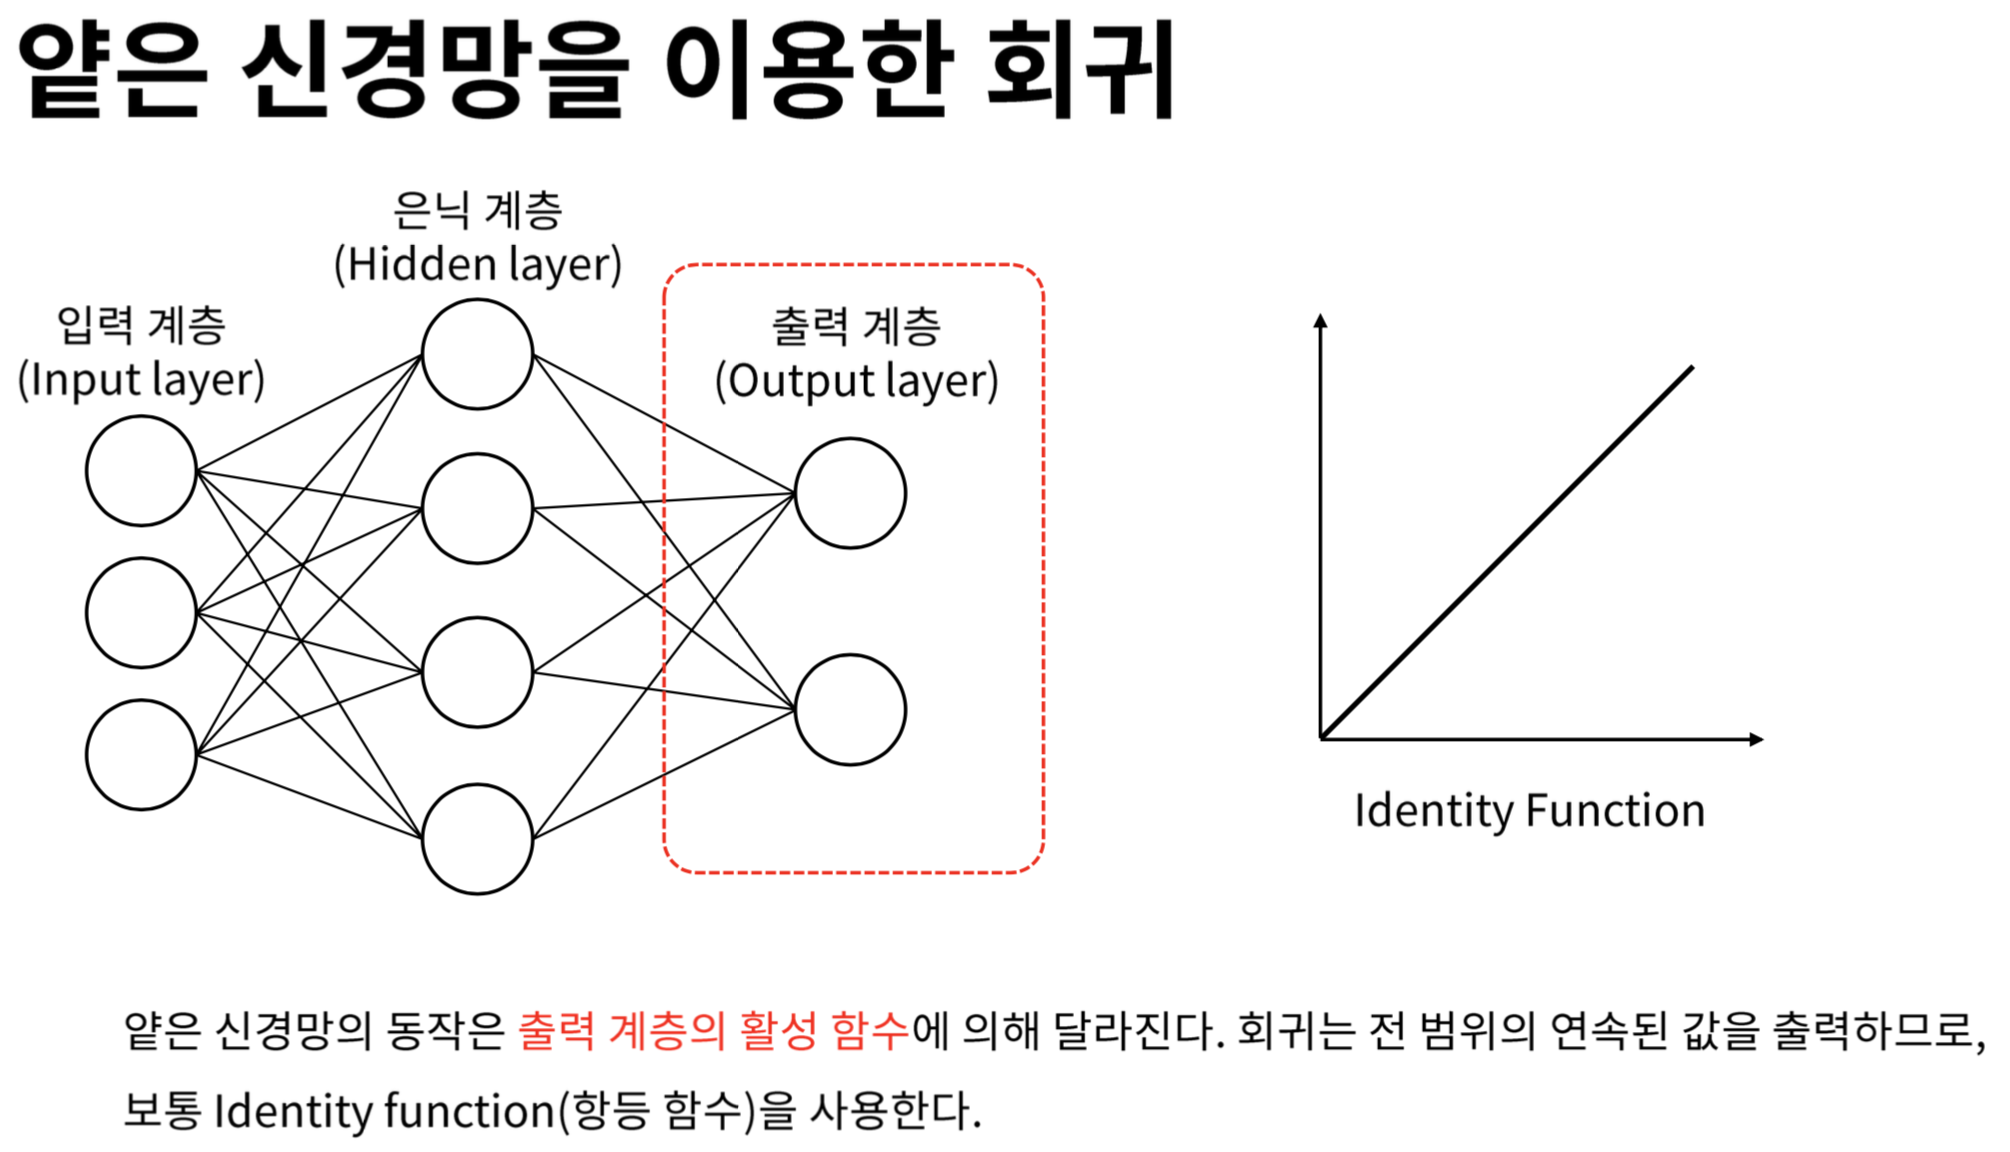 얕은 신경망을 이용한 회귀
은닉 계층
(Hidden layer)
입력 계층
(Input layer)
출력 계층
(Output layer)
Identity Function
얕은 신경망의 동작은 출력 계층의 활성 함수에 의해 달라진다. 회귀는 전 범위의 연속된 값을 출력하므로,
보통 Identity function(항등 함수)을 사용한다.